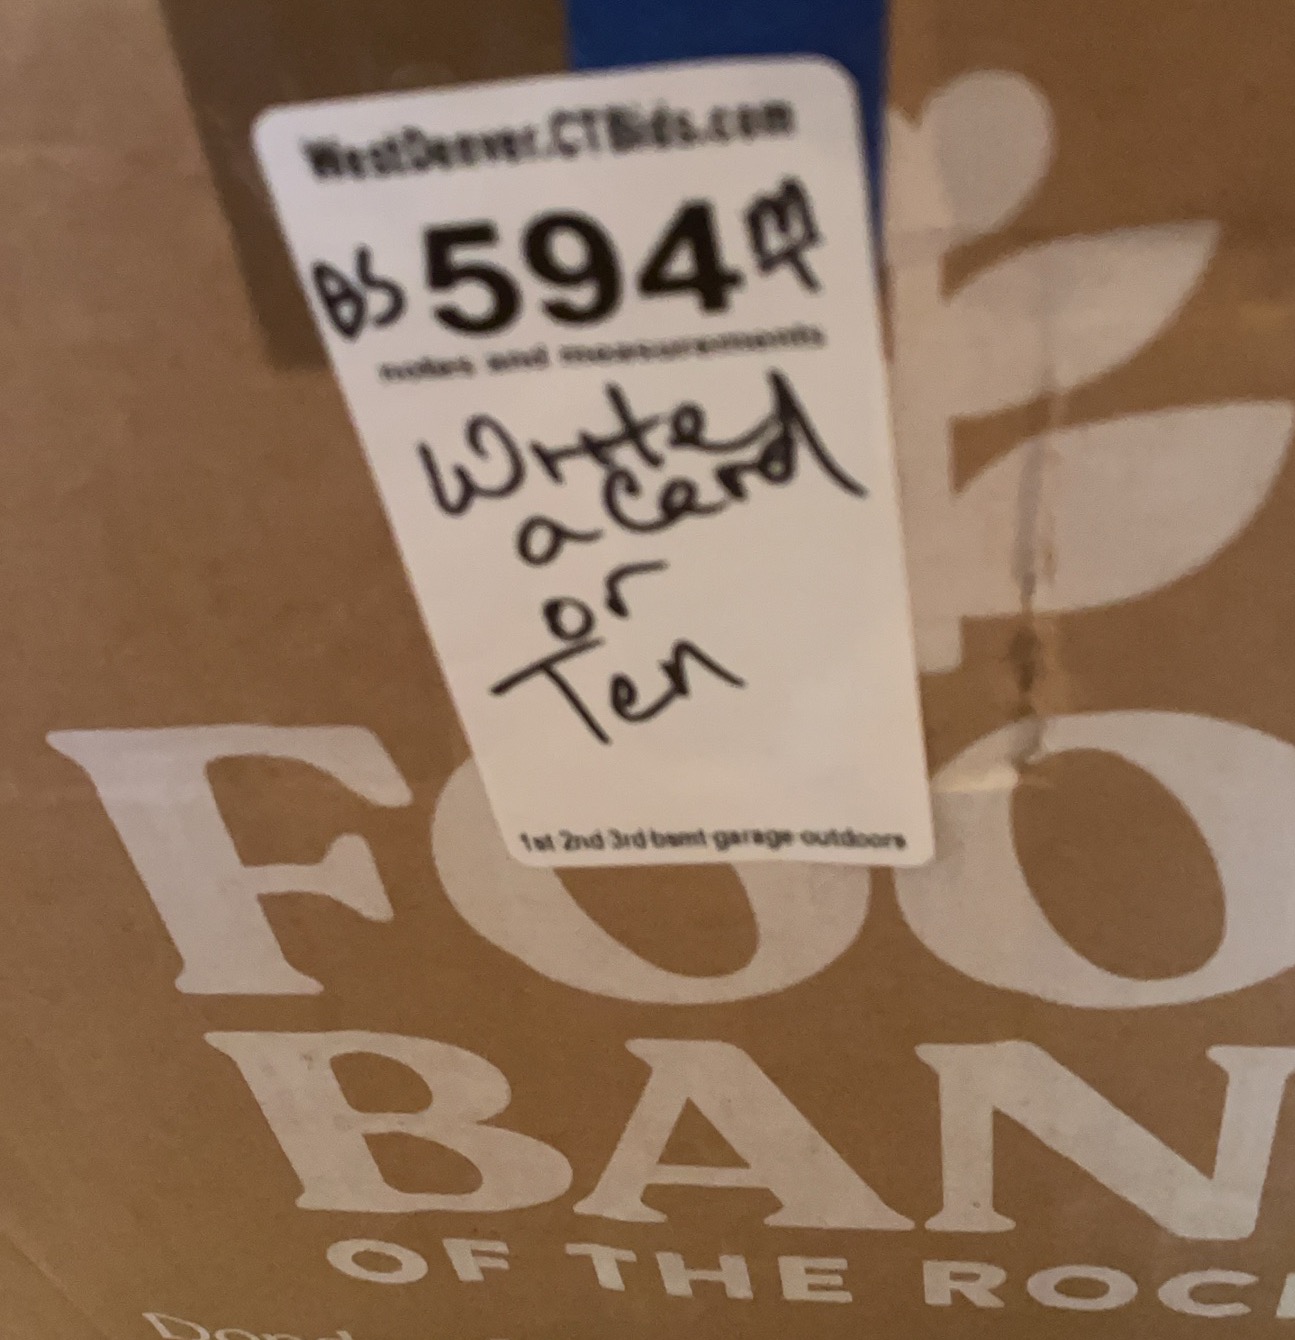 WestDenver.CTBids.com
BS 594
notes and measurements
Write
a Card
or
Ten
1st 2nd 3rd bsmt garage outdoors
FOO
BAN
OF THE ROC